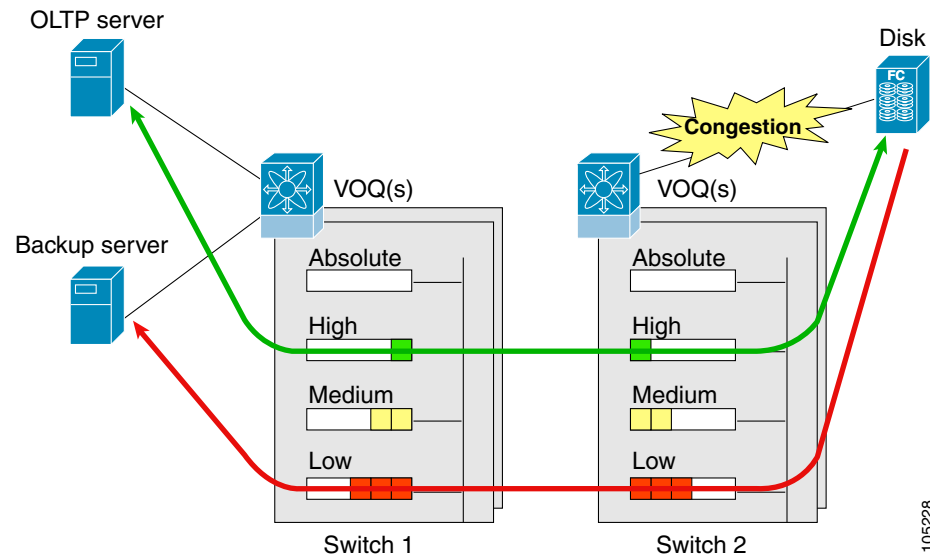 OLTP server
Disk
FC
Congestion
VOQ(s)
VOQ(s)
Backup server
Absolute
Absolute
High
High
Medium
Medium
Low
Low
Switch 1
Switch 2
105228